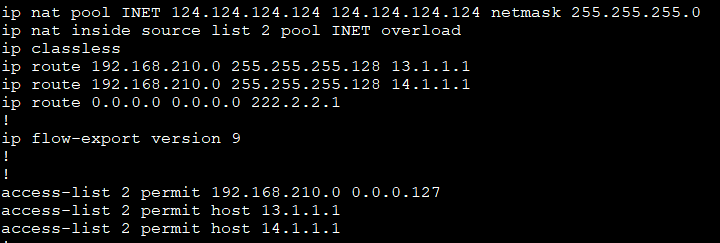 ip nat pool INET 124.124.124.124 124.124.124.124 netmask 255.255.255.0
ip nat inside source list 2 pool INET overload
ip classless
ip route 192.168.210.0 255.255.255.128 13.1.1.1
ip route 192.168.210.0 255.255.255.128 14.1.1.1
ip route 0.0.0.0 0.0.0.0 222.2.2.1
!
ip flow-export version 9
!
!
access-list 2 permit 192.168.210.0 0.0.0.127
access-list 2 permit host 13.1.1.1
access-list 2 permit host 14.1.1.1